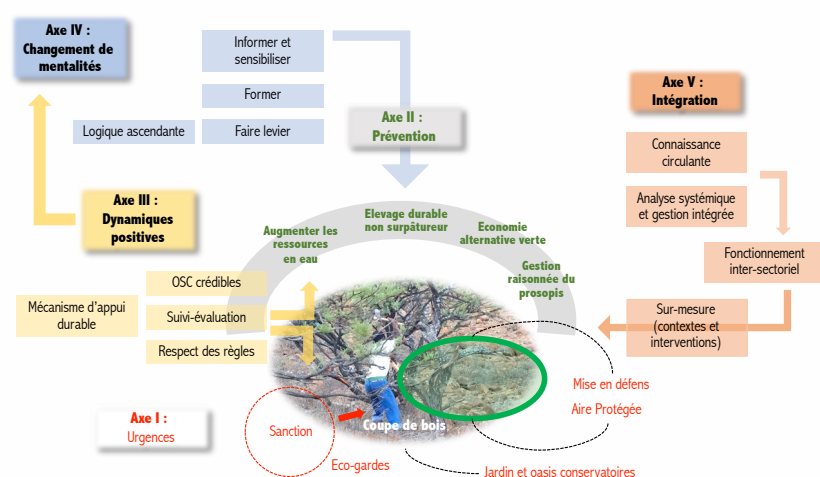 Axe IV :
Changement de
mentalités
Informer et
sensibiliser
Former
Logique ascendante
Faire levier
Axe II :
Prévention
Axe V :
Intégration
Connaissance
circulante
Analyse systémique
et gestion intégrée
Fonctionnement
inter-sectoriel
Sur-mesure
(contextes et
interventions)
Axe III :
Dynamiques
positives
Augmenter les
ressources
en eau
Elevage durable
non surpâtureur
Economie
alternative verte
Gestion
raisonnée du
prosopis
OSC crédibles
Mécanisme d'appui
durable
Suivi-évaluation
Respect des règles
Mise en défens
Aire Protégée
Axe I :
Urgences
Sanction
Coupe de bois
Eco-gardes
Jardin et oasis conservatoires